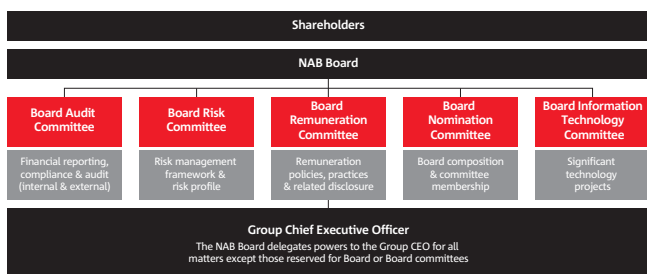 Shareholders
NAB Board
Board Audit
Committee
Board Risk
Committee
Board
Remuneration
Committee
Board
Nomination
Committee
Board Information
Technology
Committee
Financial reporting,
compliance & audit
(internal & external)
Risk management
framework &
risk profile
Remuneration
policies, practices
& related disclosure
Board composition
& committee
membership
Significant
technology
projects
Group Chief Executive Officer
The NAB Board delegates powers to the Group CEO for all
matters except those reserved for Board or Board committees